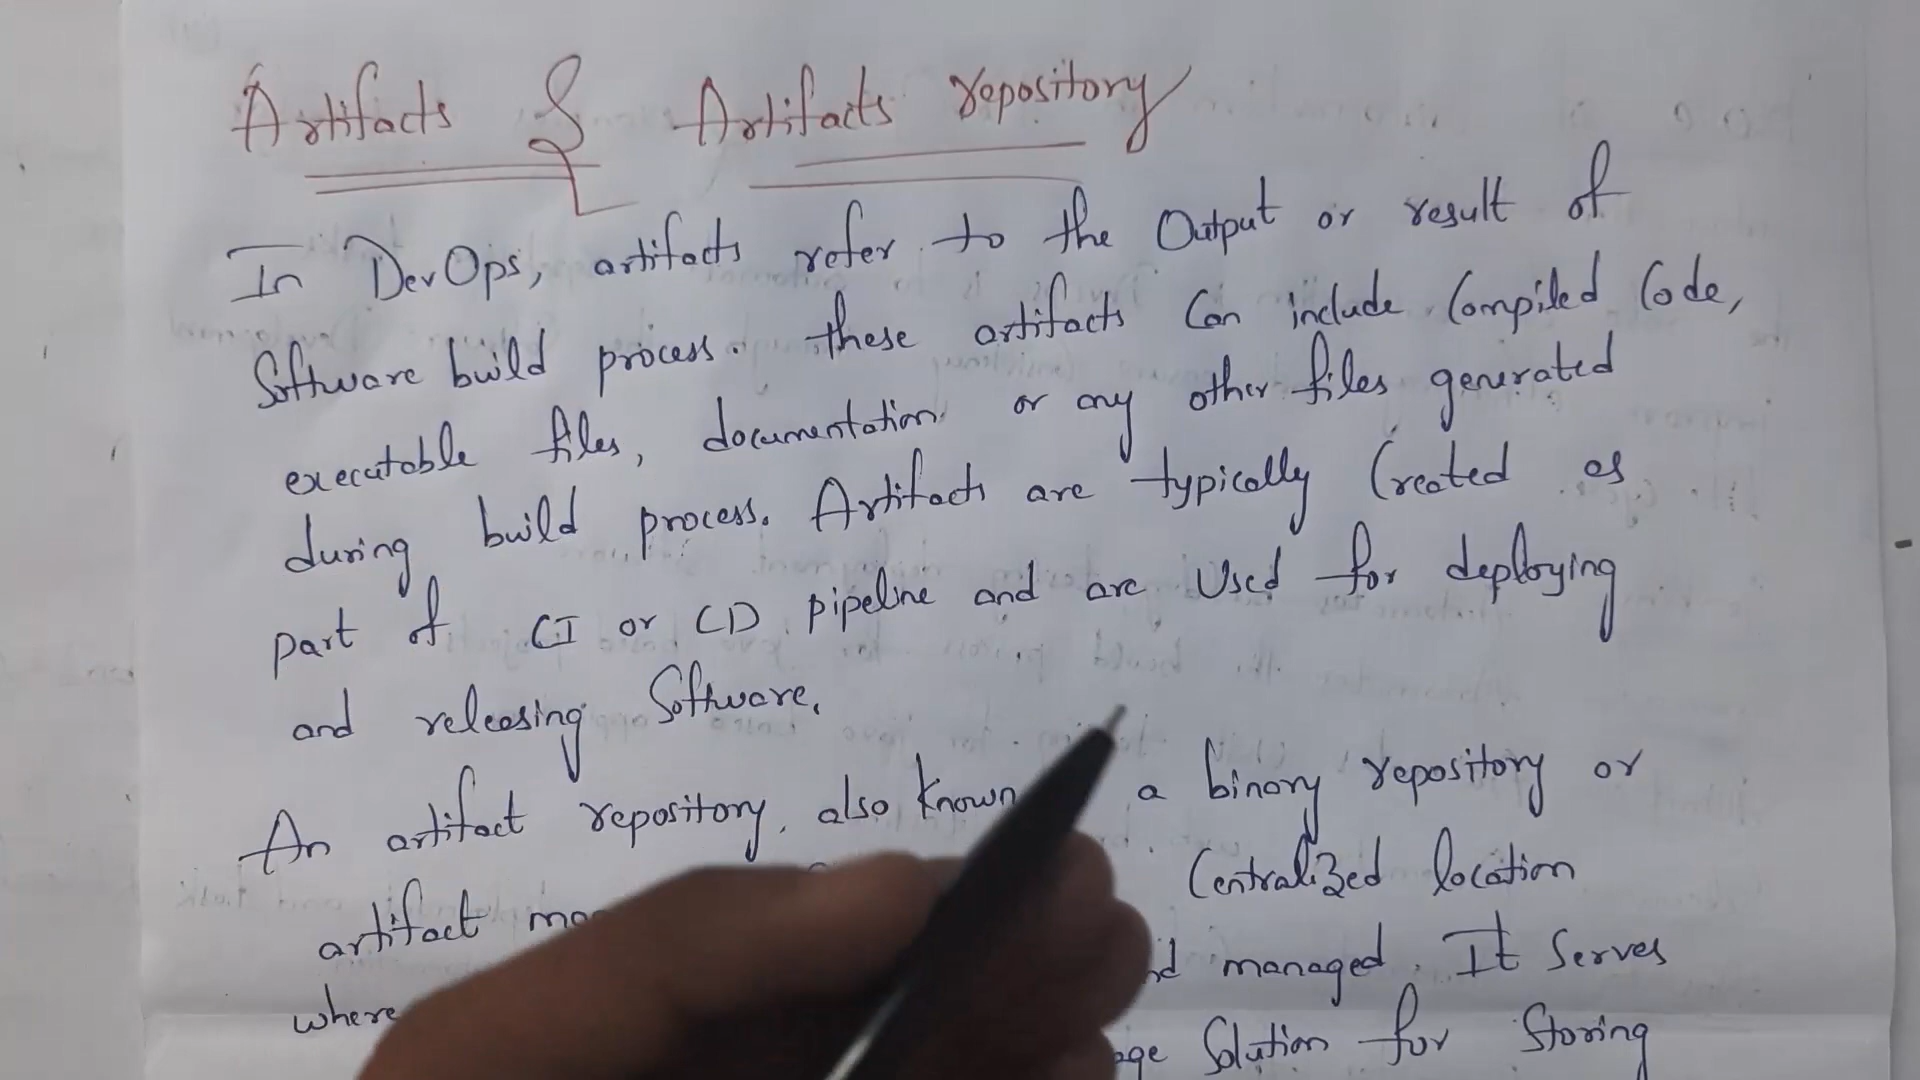 Artifacts & Artifacts repository
In DevOps, artifacts refer to the Output or result of
Software build process. these artifacts Can include Compiled Code,
executable files, documentation or any other files generated
during build process. Artifacts are typically Created as
part of CI or CD pipeline and are Used for deploying
and releasing Software.
An artifact repository, also known a binary repository or
artifact Centralized location
where managed. It Serves
Solution for Storing